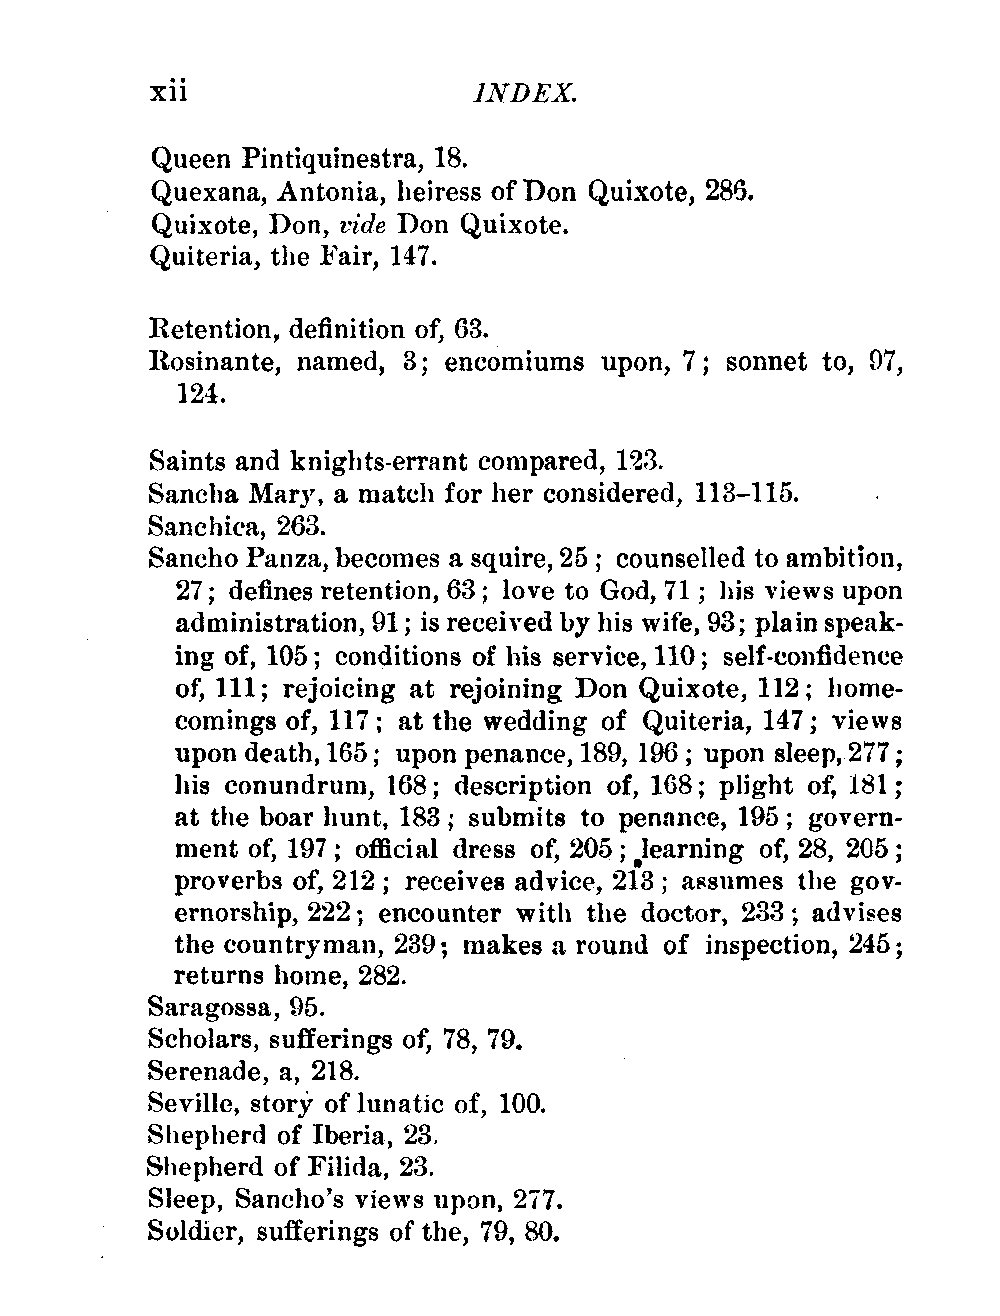 xii INDEX.
Queen Pintiquinestra, 18.
Quexana, Antonia, heiress of Don Quixote, 286.
Quixote, Don, vide Don Quixote.
Quiteria, the Fair, 147.
Retention, definition of, 63.
Rosinante, named, 3; encomiums upon, 7; sonnet to, 97,
124.
Saints and knights-errant compared, 123.
Sancha Mary, a match for her considered, 113–115.
Sanchica, 263.
Sancho Panza, becomes a squire, 25; counselled to ambition,
27; defines retention, 63; love to God, 71; his views upon
administration, 91; is received by his wife, 93; plain speak-
ing of, 105; conditions of his service, 110; self-confidence
of, 111; rejoicing at rejoining Don Quixote, 112; home-
comings of, 117; at the wedding of Quiteria, 147; views
upon death, 165; upon penance, 189, 196; upon sleep, 277;
his conundrum, 168; description of, 168; plight of, 181;
at the boar hunt, 183; submits to penance, 195; govern-
ment of, 197; official dress of, 205; learning of, 28, 205;
proverbs of, 212; receives advice, 213; assumes the gov-
ernorship, 222; encounter with the doctor, 233; advises
the countryman, 239; makes a round of inspection, 245;
returns home, 282.
Saragossa, 95.
Scholars, sufferings of, 78, 79.
Serenade, a, 218.
Seville, story of lunatic of, 100.
Shepherd of Iberia, 23.
Shepherd of Filida, 23.
Sleep, Sancho's views upon, 277.
Soldier, sufferings of the, 79, 80.